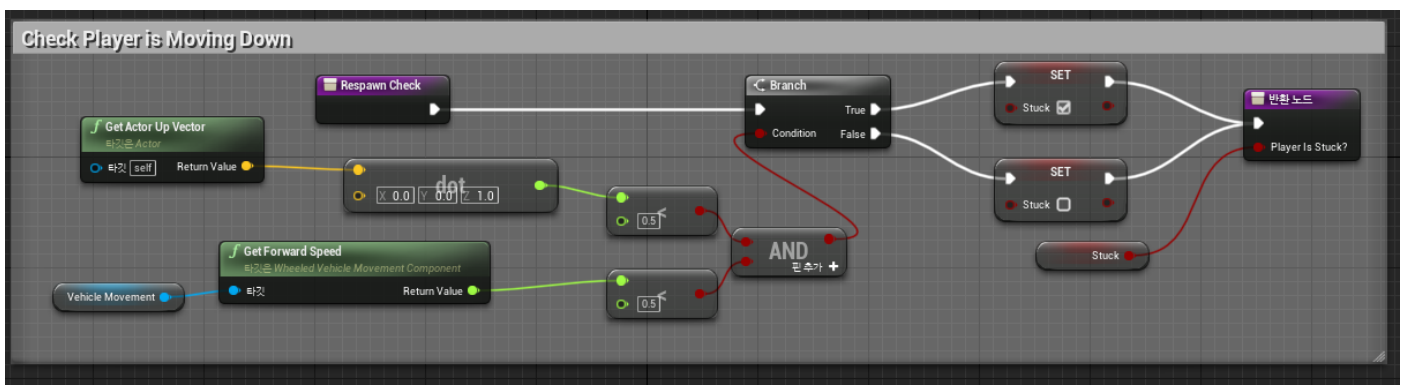 Check Player is Moving Down
Respawn Check
Get Actor Up Vector
타깃은 Actor
타깃 self Return Value
dot
X 0.0 Y 0.0 Z 1.0
<
0.5
Get Forward Speed
타깃은 Wheeled Vehicle Movement Component
타깃 Return Value
Vehicle Movement
<
0.5
AND
핀 추가 +
Branch
True
Condition False
SET
Stuck
SET
Stuck
Stuck
반환 노드
Player Is Stuck?